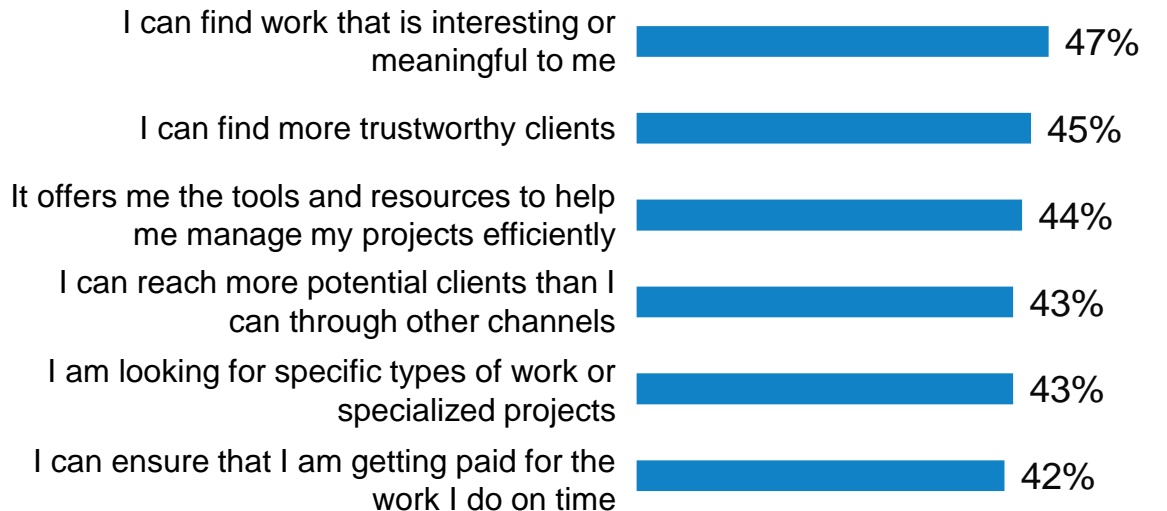 I can find work that is interesting or
meaningful to me
47%
I can find more trustworthy clients
45%
It offers me the tools and resources to help
me manage my projects efficiently
44%
I can reach more potential clients than I
can through other channels
43%
I am looking for specific types of work or
specialized projects
43%
I can ensure that I am getting paid for the
work I do on time
42%